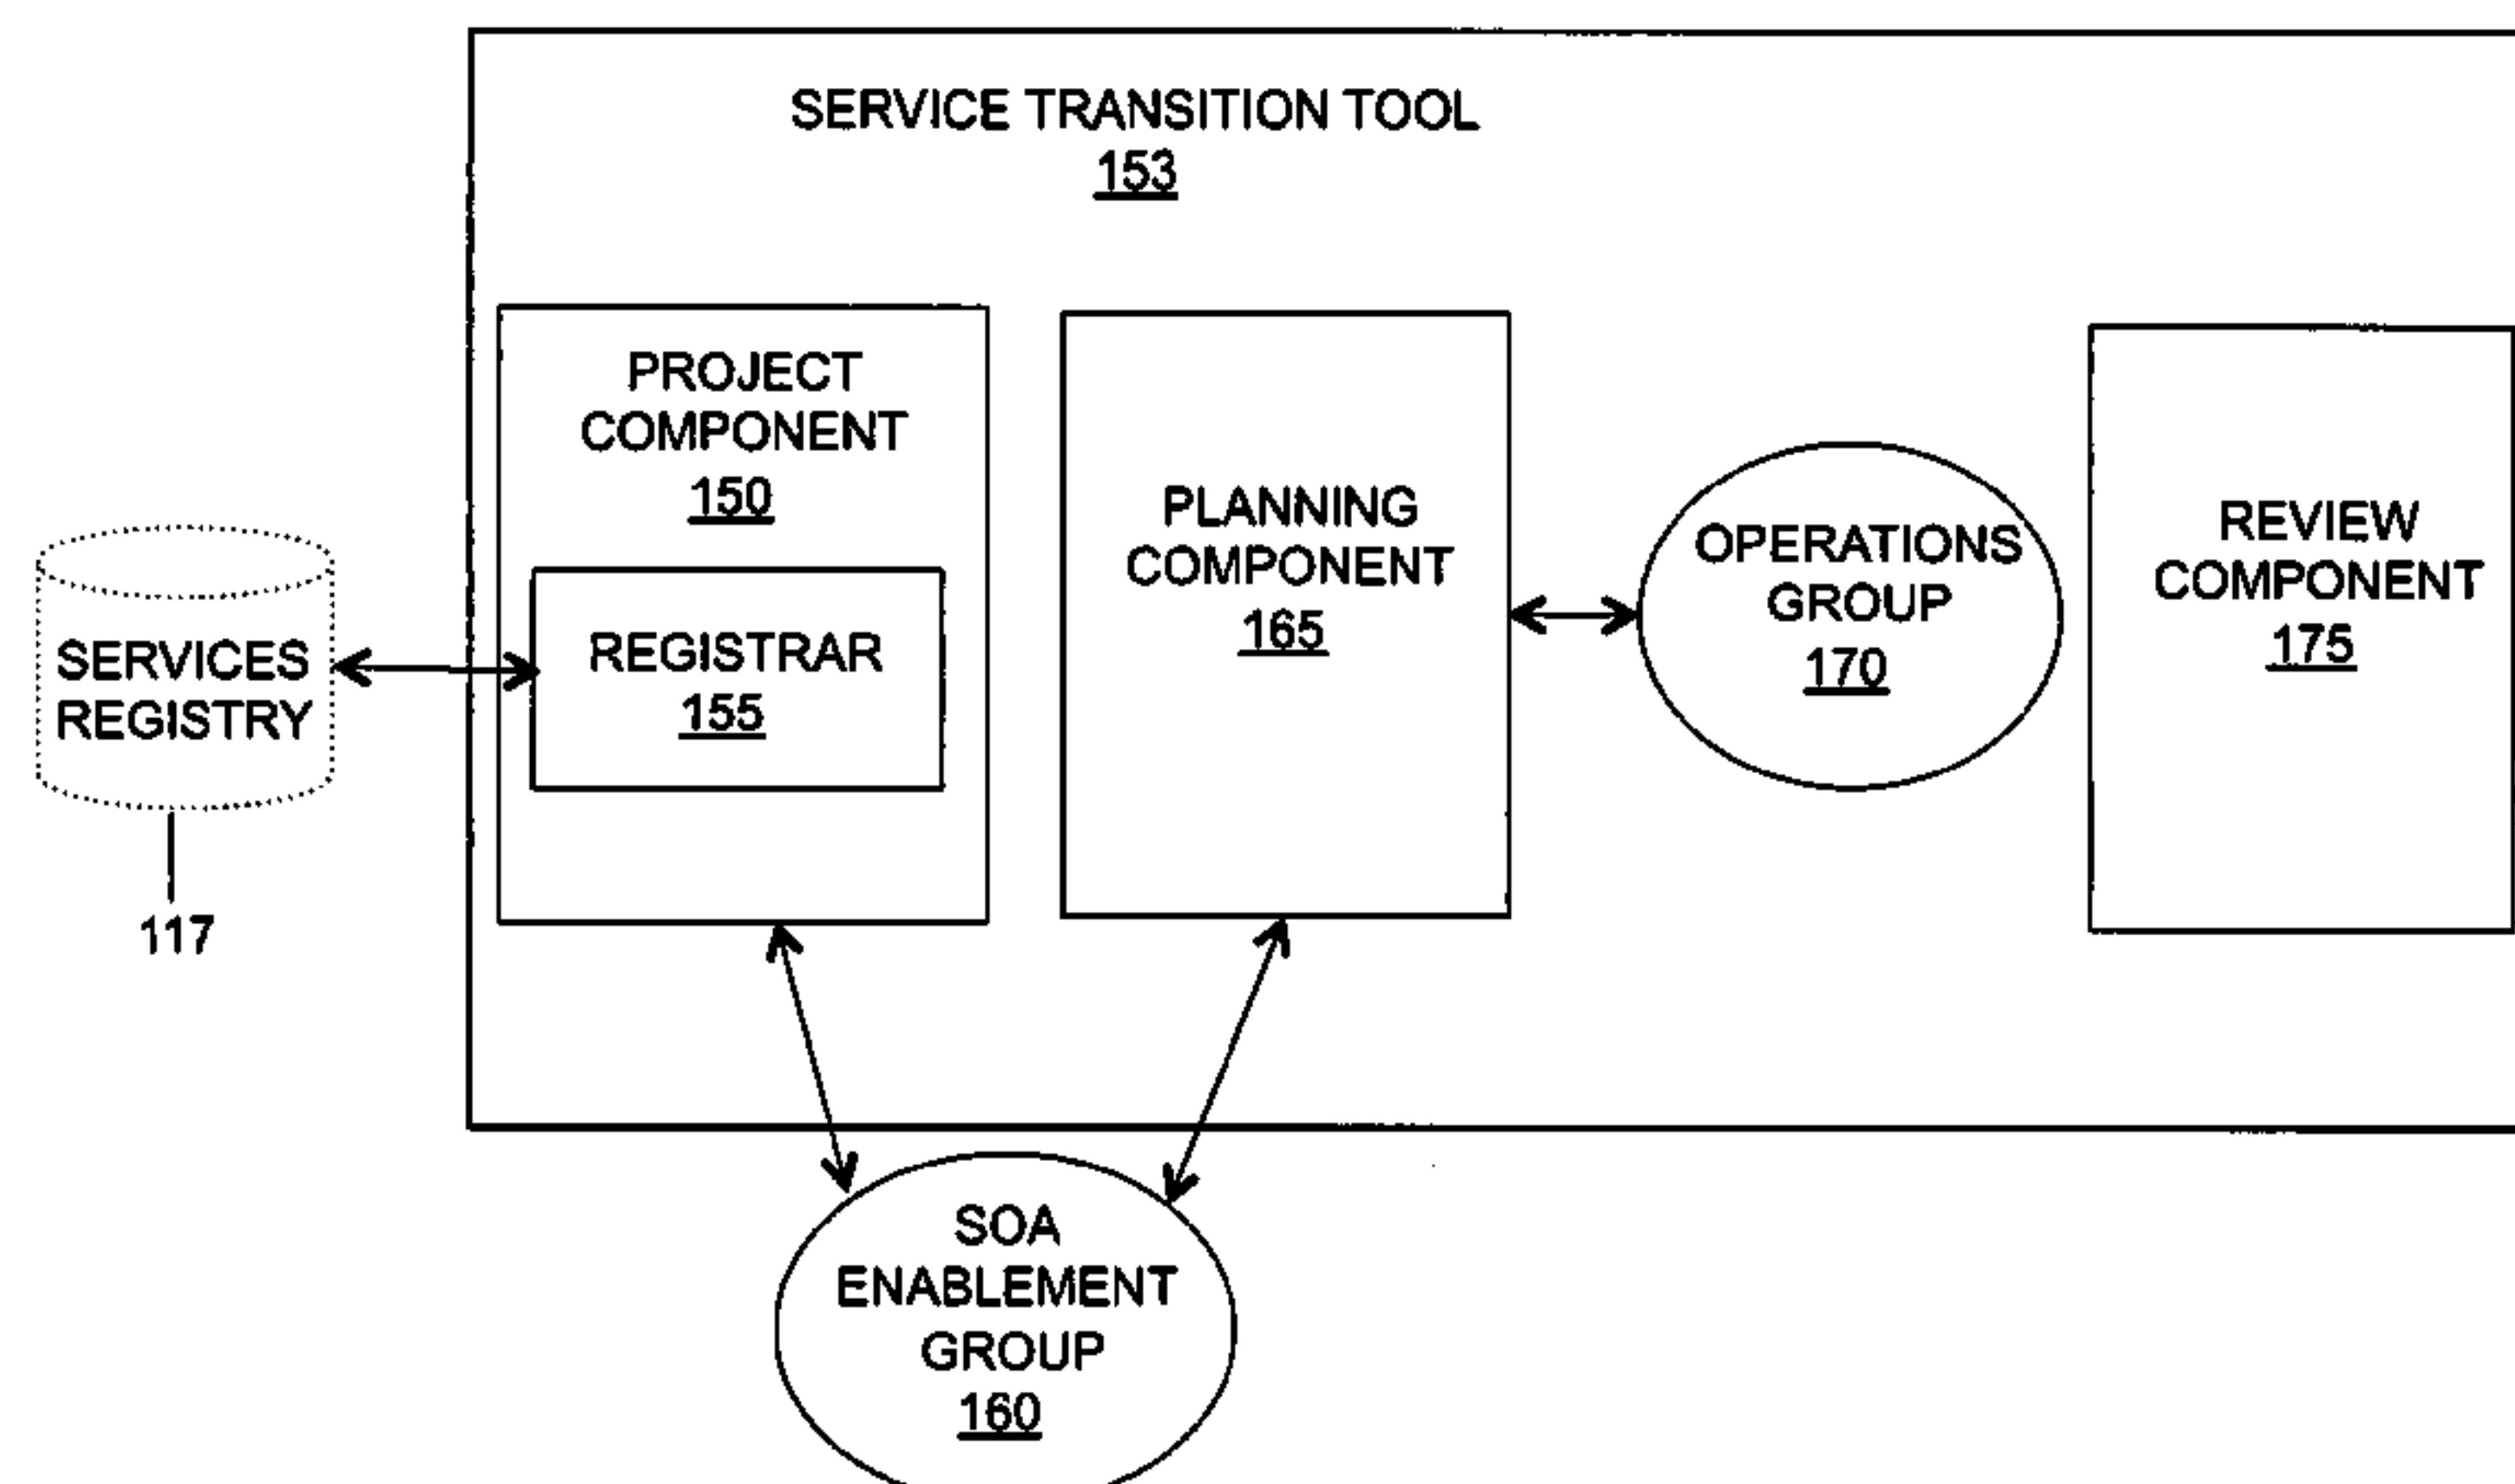 SERVICE TRANSITION TOOL
153
PROJECT
COMPONENT
150
REGISTRAR
155
PLANNING
COMPONENT
165
OPERATIONS
GROUP
170
REVIEW
COMPONENT
175
SERVICES
REGISTRY
117
SOA
ENABLEMENT
GROUP
160